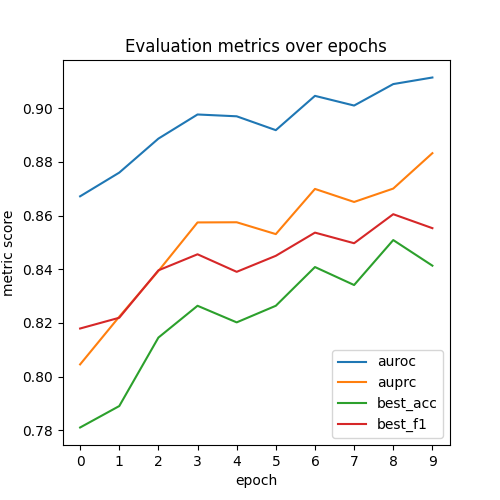 Evaluation metrics over epochs
metric score
0.90
0.88
0.86
0.84
0.82
0.80
0.78
auroc
auprc
best_acc
best_f1
0 1 2 3 4 5 6 7 8 9
epoch